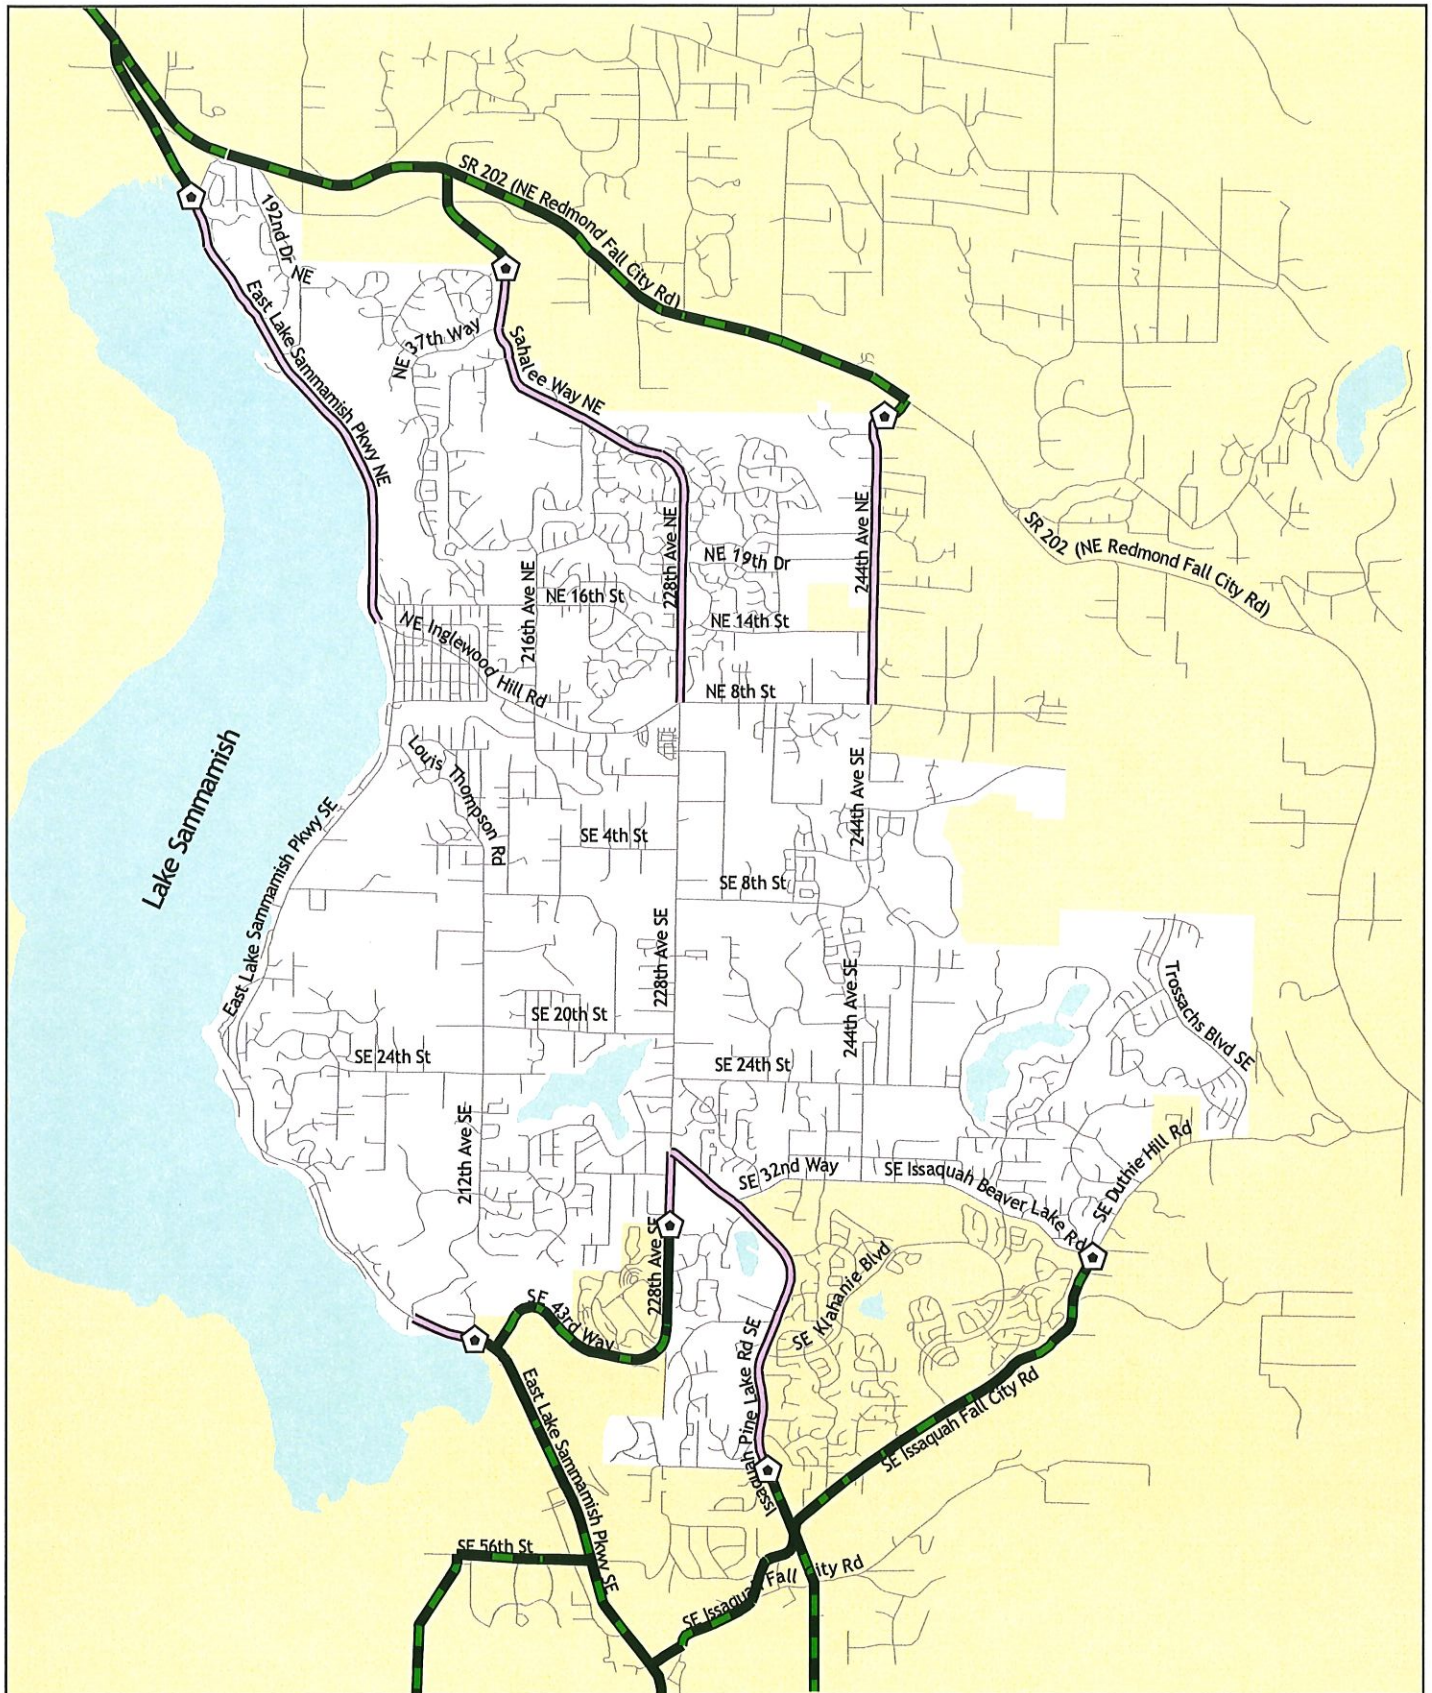 SR 202 (NE Redmond Fall City Rd)
192nd Dr NE
East Lake Sammamish Pkwy NE
NE 37th Way
Sahalee Way NE
228th Ave NE
244th Ave NE
NE 19th Dr
SR 202 (NE Redmond Fall City Rd)
216th Ave NE
NE 16th St
NE 14th St
NE Inglewood Hill Rd
NE 8th St
Lake Sammamish
Louis Thompson Rd
244th Ave SE
East Lake Sammamish Pkwy SE
SE 4th St
SE 8th St
228th Ave SE
244th Ave SE
Trossachs Blvd SE
SE 20th St
SE 24th St
SE 24th St
212th Ave SE
SE 32nd Way
SE Issaquah Beaver Lake Rd
SE Duthie Hill Rd
228th Ave SE
SE Klahanie Blvd
SE 43rd Way
Issaquah Pine Lake Rd SE
East Lake Sammamish Pkwy SE
SE Issaquah Fall City Rd
SE 56th St
SE Issaquah Fall City Rd